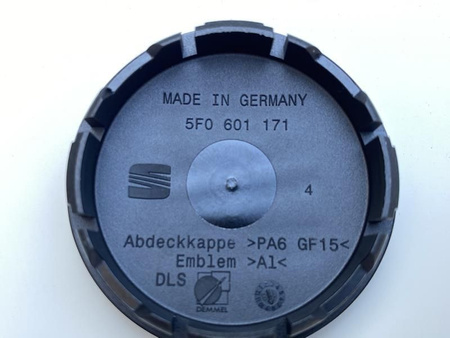 MADE IN GERMANY
5F0 601 171
4
Abdeckkappe >PA6 GF15<
Emblem >Al<
DLS
DEMMEL